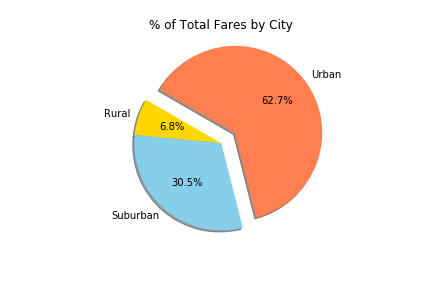 % of Total Fares by City
Urban
62.7%
Rural
6.8%
30.5%
Suburban